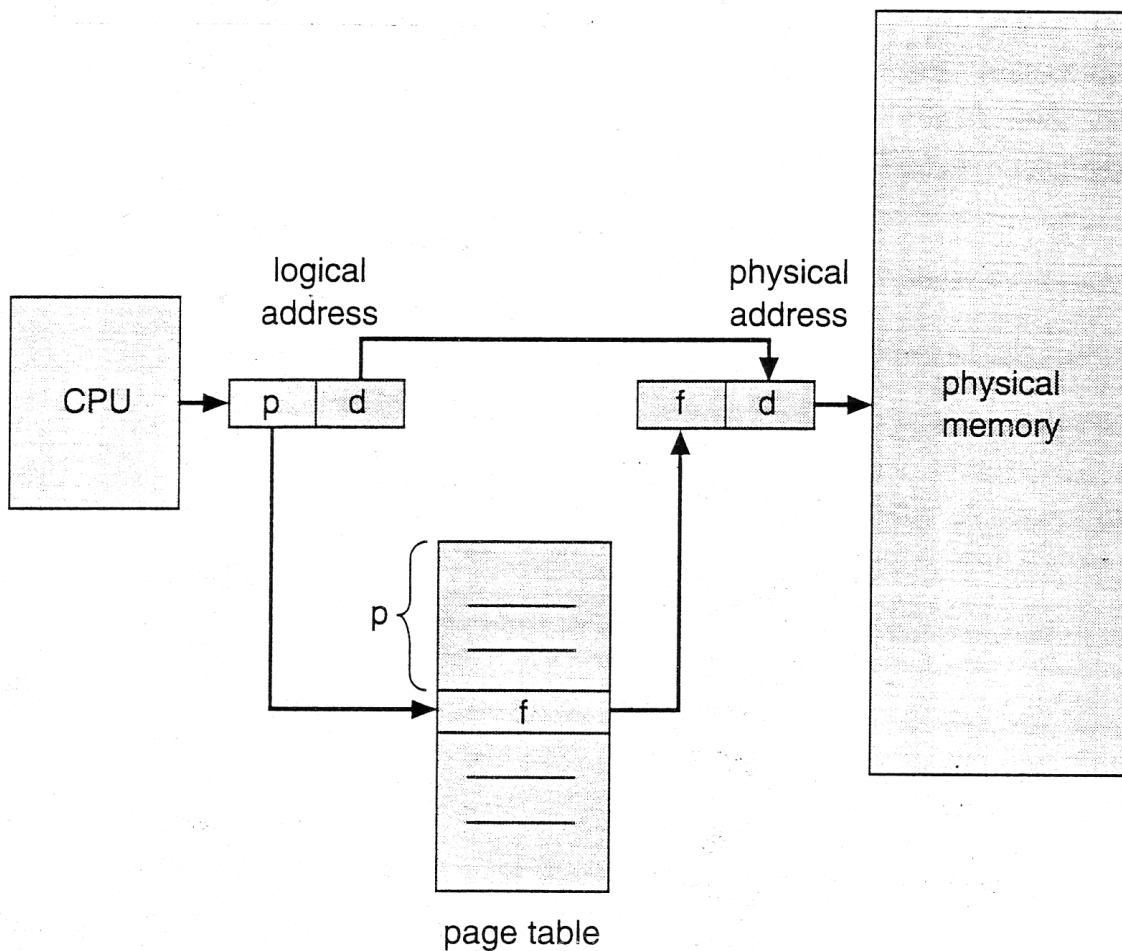 logical
address
physical
address
CPU
p
d
f
d
physical
memory
p
f
page table